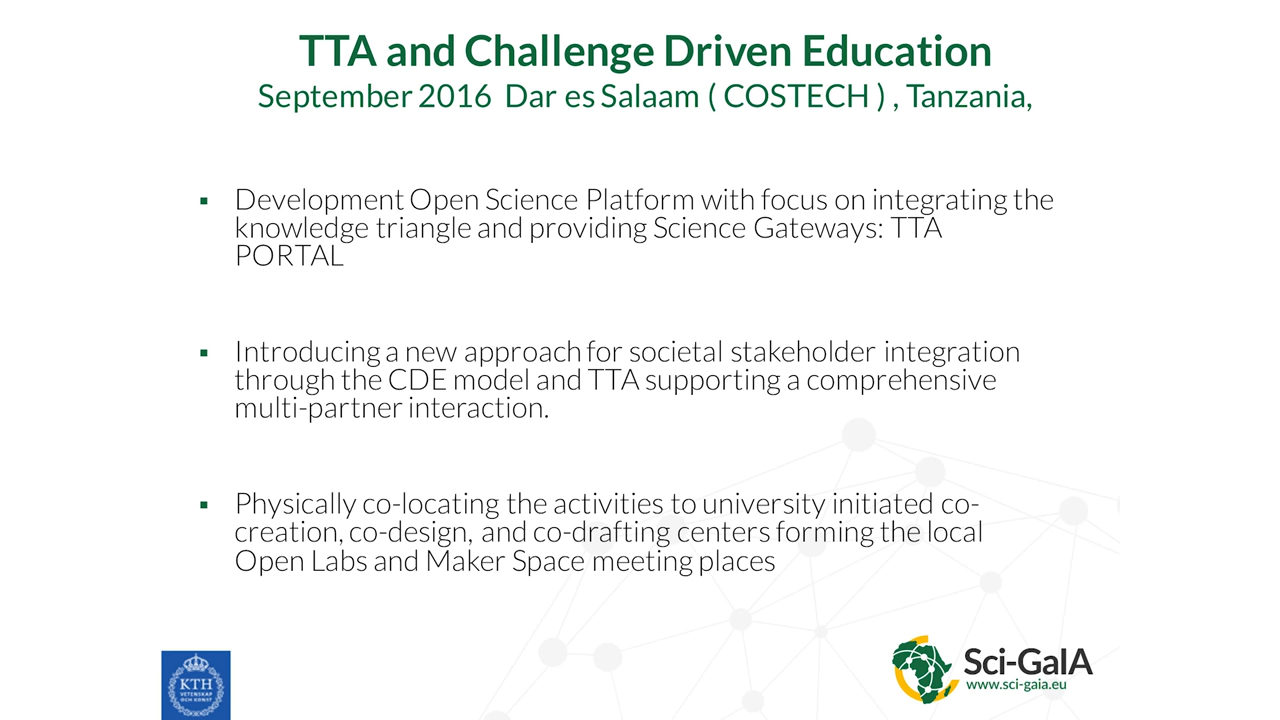 TTA and Challenge Driven Education
September 2016 Dar es Salaam ( COSTECH ) , Tanzania,
▪ Development Open Science Platform with focus on integrating the
knowledge triangle and providing Science Gateways: TTA
PORTAL
▪ Introducing a new approach for societal stakeholder integration
through the CDE model and TTA supporting a comprehensive
multi-partner interaction.
▪ Physically co-locating the activities to university initiated co-
creation, co-design, and co-drafting centers forming the local
Open Labs and Maker Space meeting places
KTH
VETENSKAP
OCH KONST
Sci-GaIA
www.sci-gaia.eu